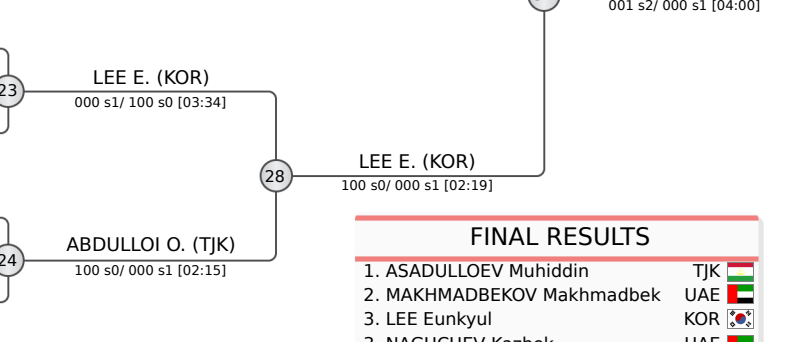 001 s2/ 000 s1 [04:00]
23
LEE E. (KOR)
000 s1/ 100 s0 [03:34]
28
LEE E. (KOR)
100 s0/ 000 s1 [02:19]
24
ABDULLOI O. (TJK)
100 s0/ 000 s1 [02:15]
FINAL RESULTS
1. ASADULLOEV Muhiddin TJK
2. MAKHMADBEKOV Makhmadbek UAE
3. LEE Eunkyul KOR